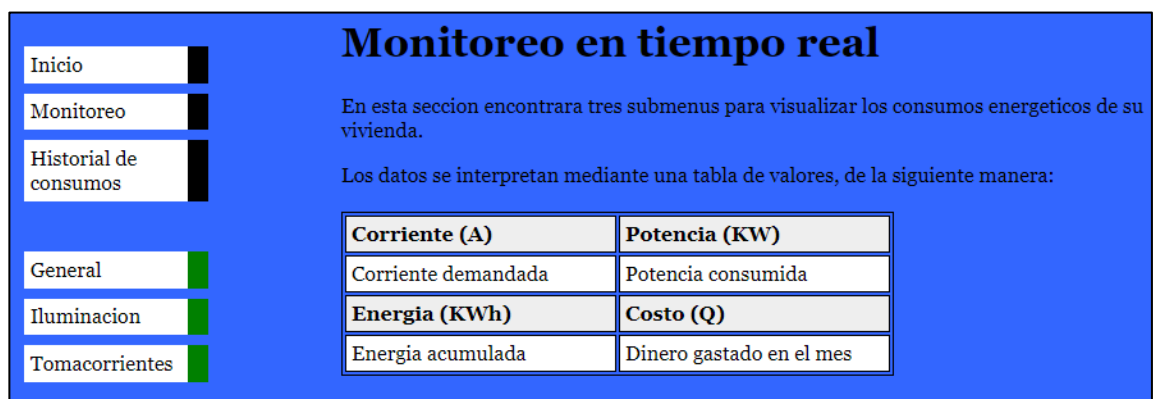 Inicio
Monitoreo
Historial de
consumos
General
Iluminacion
Tomacorrientes
Monitoreo en tiempo real
En esta seccion encontrara tres submenus para visualizar los consumos energeticos de su
vivienda.
Los datos se interpretan mediante una tabla de valores, de la siguiente manera:
Corriente (A) Potencia (KW)
Corriente demandada Potencia consumida
Energia (KWh) Costo (Q)
Energia acumulada Dinero gastado en el mes